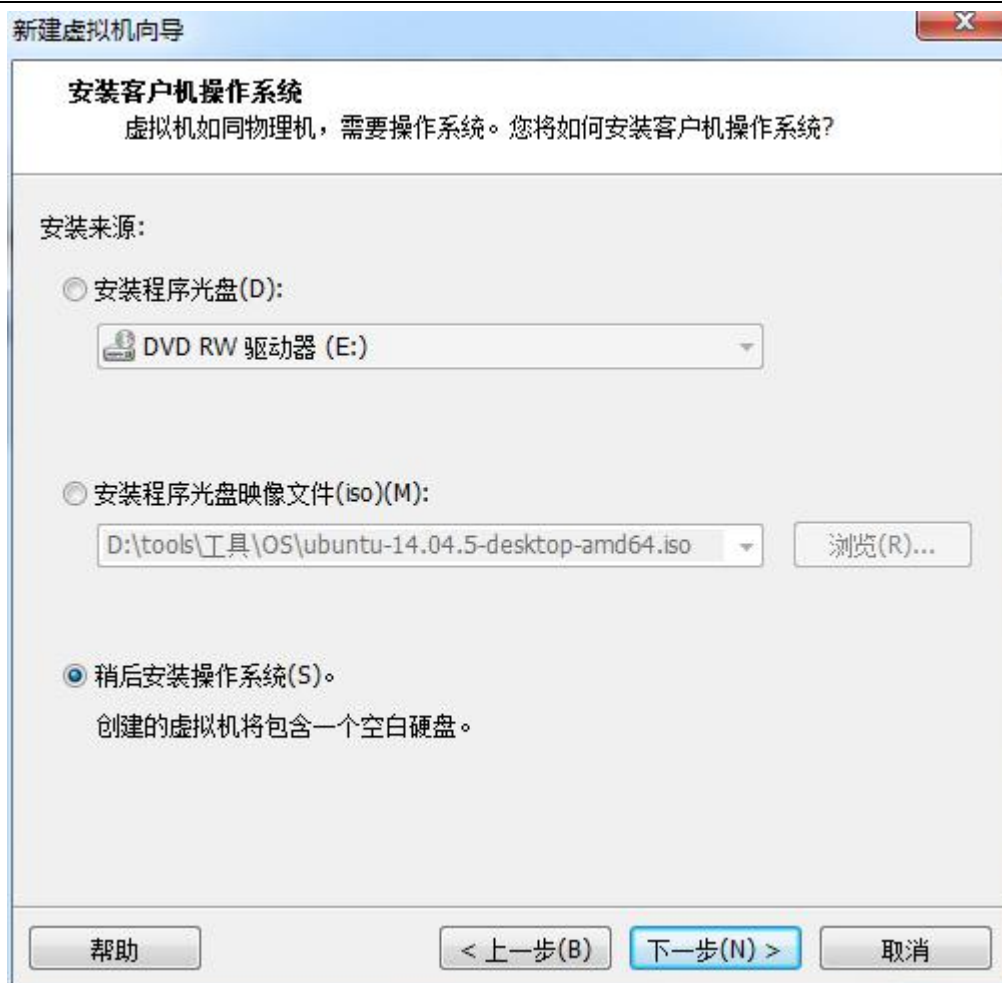 新建虚拟机向导
安装客户机操作系统
虚拟机如同物理机，需要操作系统。您将如何安装客户机操作系统?
安装来源:
安装程序光盘(D):
DVD RW 驱动器 (E:)
安装程序光盘映像文件(iso)(M):
D:\tools\工具\OS\ubuntu-14.04.5-desktop-amd64.iso 浏览(R)...
稍后安装操作系统(S)。
创建的虚拟机将包含一个空白硬盘。
帮助 < 上一步(B) 下一步(N) > 取消